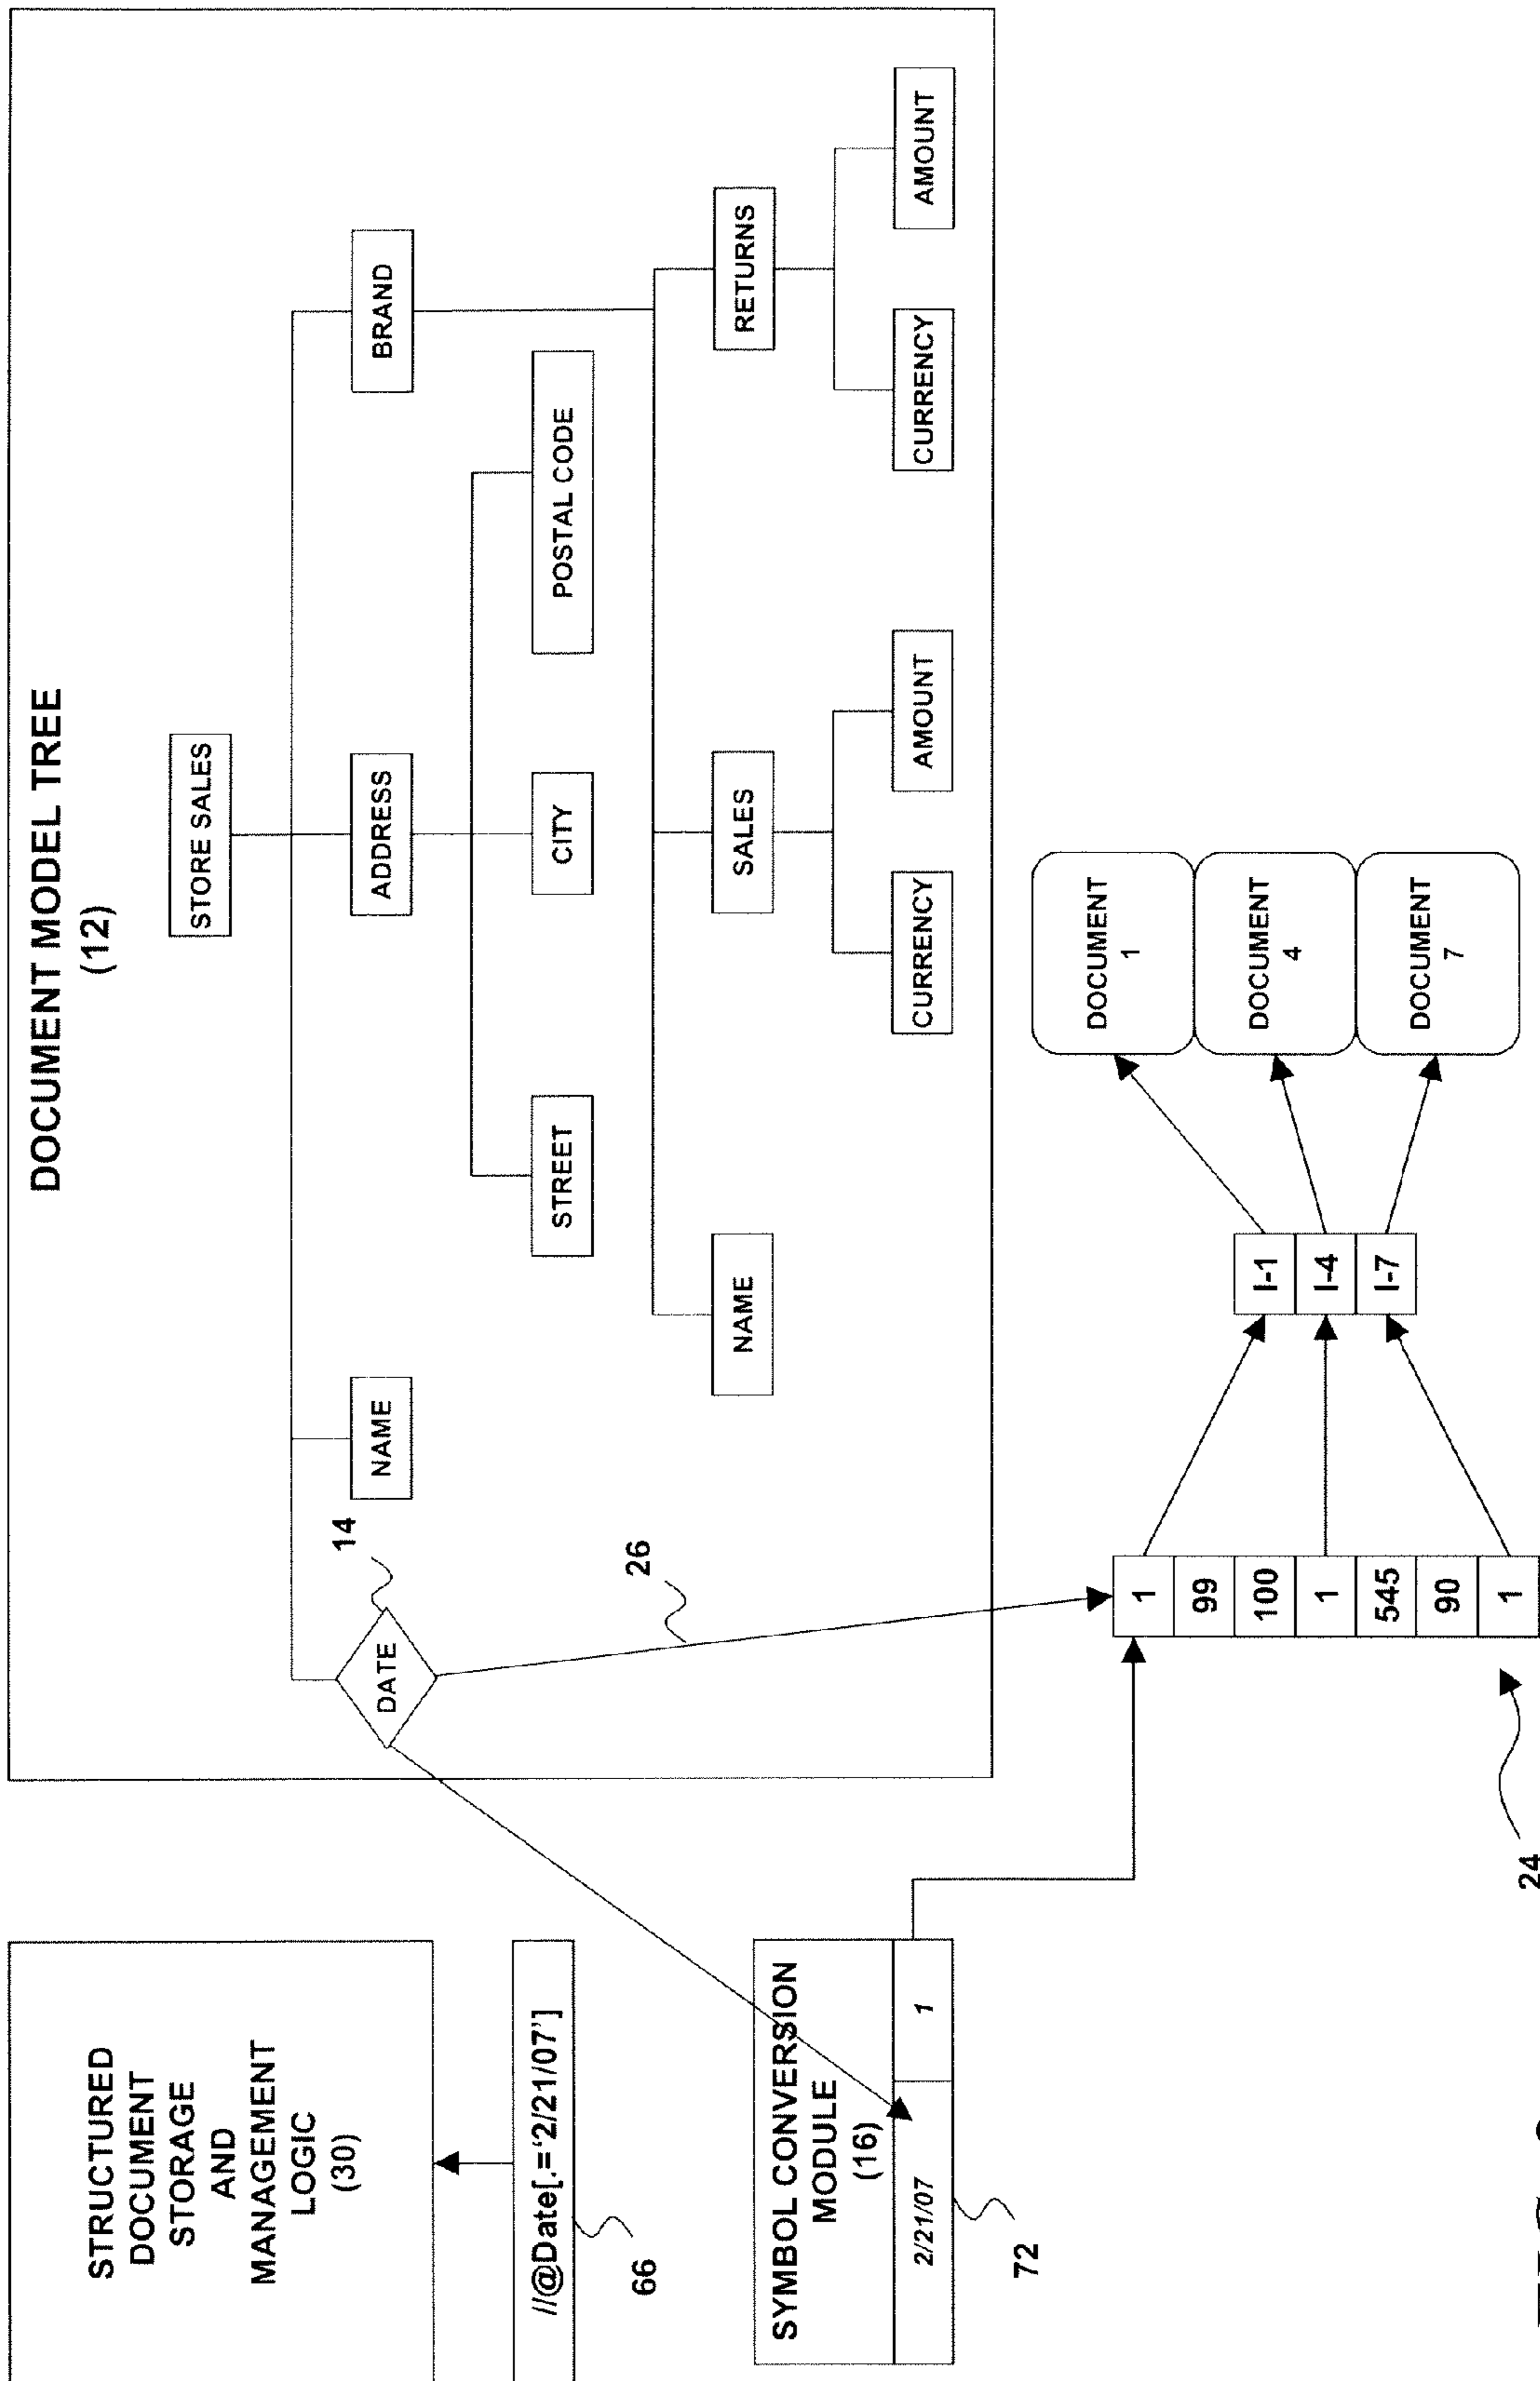 STRUCTURED
DOCUMENT
STORAGE
AND
MANAGEMENT
LOGIC
(30)
//@Date[.='2/21/07']
66
SYMBOL CONVERSION
MODULE
(16)
2/21/07
1
72
DOCUMENT MODEL TREE
(12)
STORE SALES
DATE
14
NAME
ADDRESS
BRAND
STREET
CITY
POSTAL CODE
26
NAME
SALES
RETURNS
CURRENCY
AMOUNT
CURRENCY
AMOUNT
1
99
100
1
545
90
1
24
I-1
I-4
I-7
DOCUMENT
1
DOCUMENT
4
DOCUMENT
7